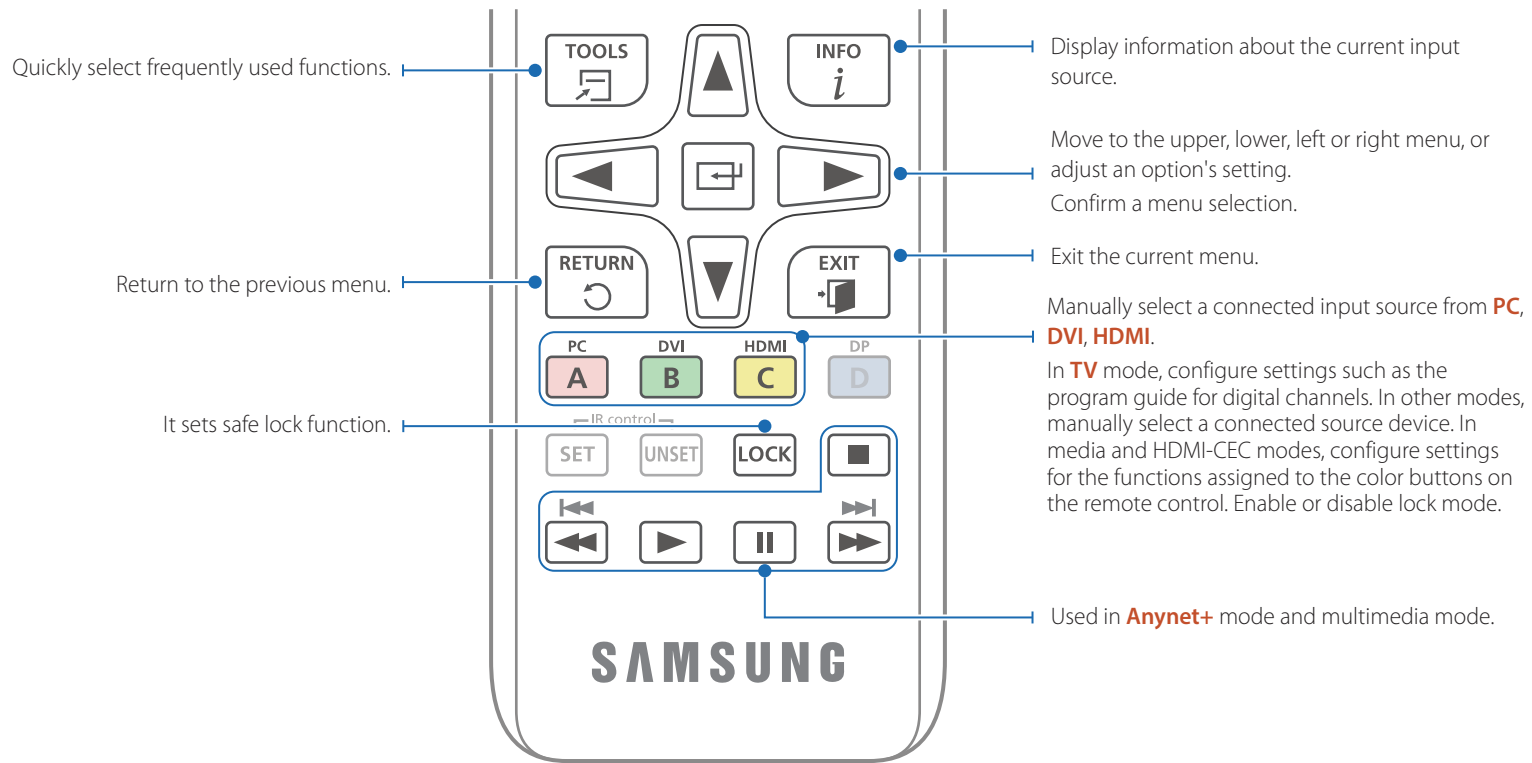 TOOLS
INFO
i
Quickly select frequently used functions.
Display information about the current input
source.
Move to the upper, lower, left or right menu, or
adjust an option's setting.
Confirm a menu selection.
RETURN
EXIT
Return to the previous menu.
Exit the current menu.
Manually select a connected input source from PC,
DVI, HDMI.
In TV mode, configure settings such as the
program guide for digital channels. In other modes,
manually select a connected source device. In
media and HDMI-CEC modes, configure settings
for the functions assigned to the color buttons on
the remote control. Enable or disable lock mode.
PC DVI HDMI DP
A B C D
It sets safe lock function.
IR control
SET UNSET LOCK
Used in Anynet+ mode and multimedia mode.
SAMSUNG